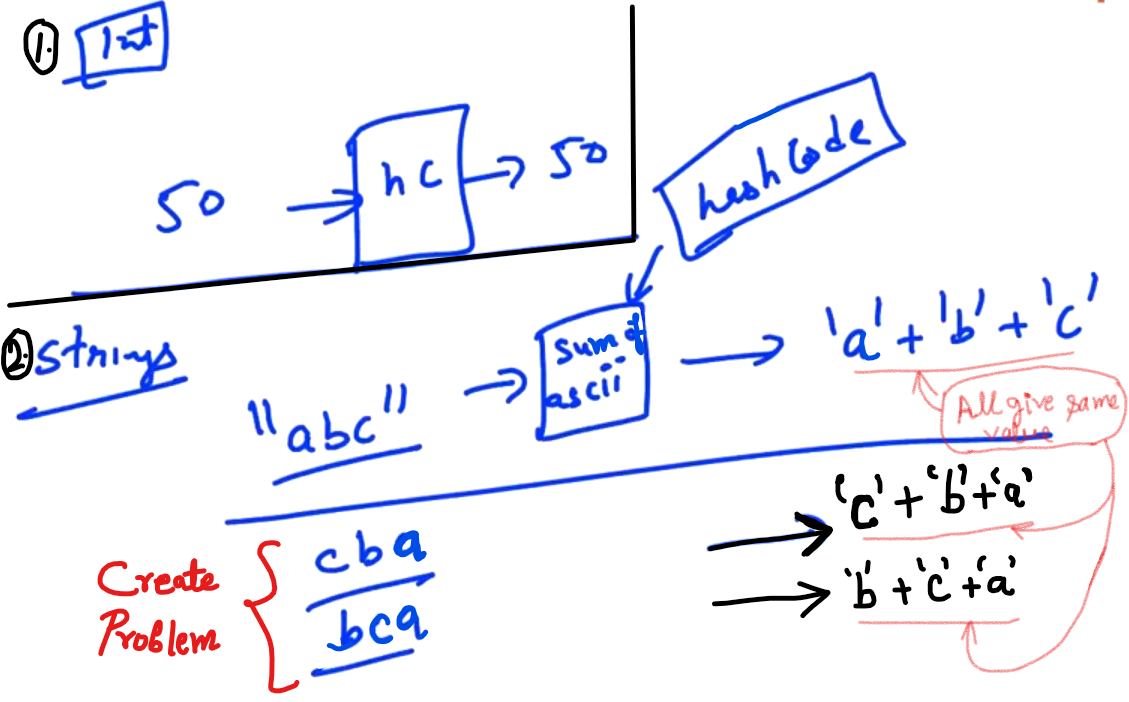 1. Int
50 → hC → 50
hashCode
2. Strings
"abc" → sum of ascii → 'a' + 'b' + 'c'
All give same
value
cba → 'c' + 'b' + 'a'
bca → 'b' + 'c' + 'a'
Create
Problem